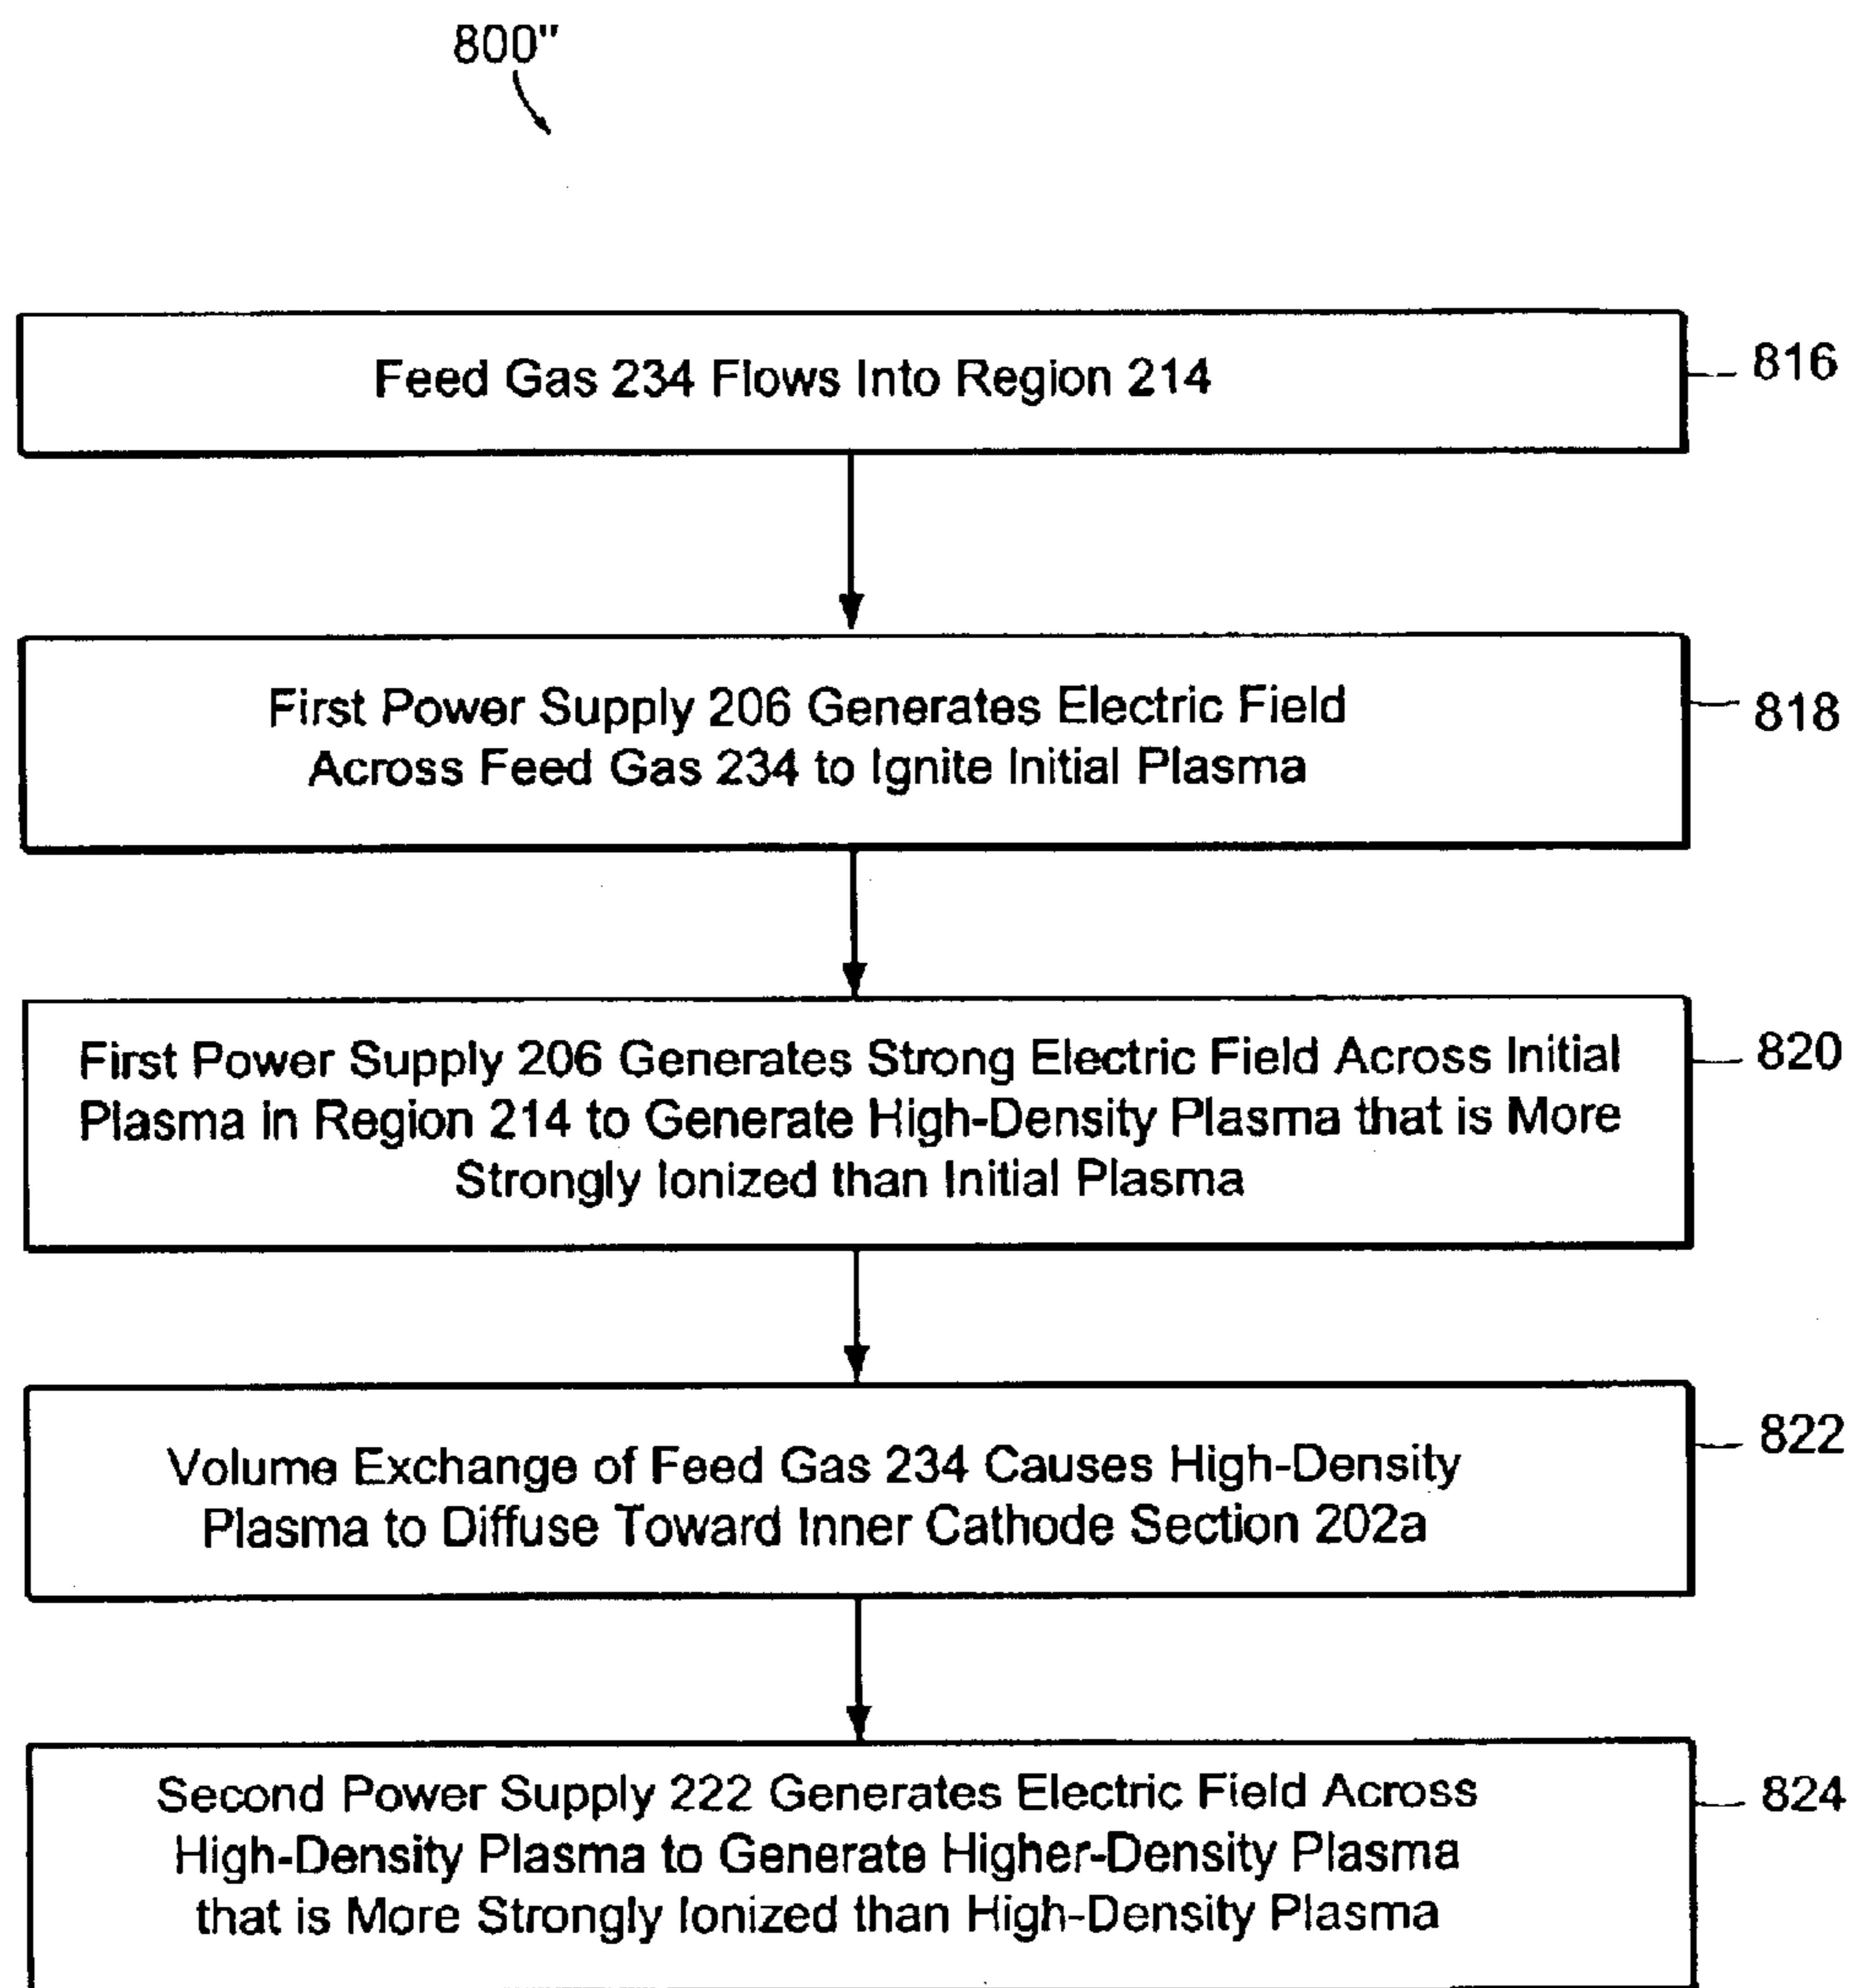 800"
Feed Gas 234 Flows Into Region 214
816
First Power Supply 206 Generates Electric Field
Across Feed Gas 234 to Ignite Initial Plasma
818
First Power Supply 206 Generates Strong Electric Field Across Initial
Plasma in Region 214 to Generate High-Density Plasma that is More
Strongly Ionized than Initial Plasma
820
Volume Exchange of Feed Gas 234 Causes High-Density
Plasma to Diffuse Toward Inner Cathode Section 202a
822
Second Power Supply 222 Generates Electric Field Across
High-Density Plasma to Generate Higher-Density Plasma
that is More Strongly Ionized than High-Density Plasma
824